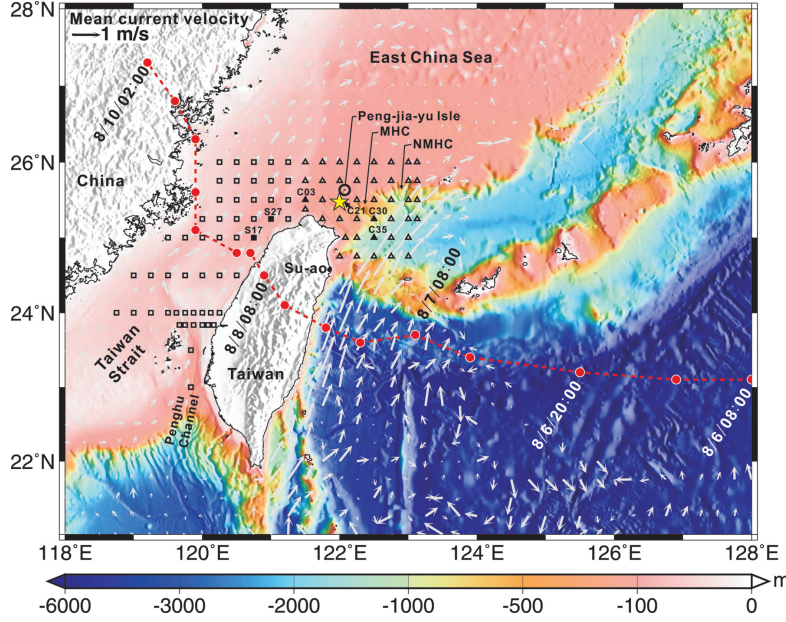 28°N
Mean current velocity
1 m/s
East China Sea
8/10/02:00
Peng-jia-yu Isle
MHC
NMHC
26°N
China
C03
C21 C30
S27
S17
C35
Su-ao
24°N
8/8/08:00
8/7/08:00
Taiwan
Strait
Taiwan
Penghu
Channel
8/6/20:00
8/6/08:00
22°N
118°E 120°E 122°E 124°E 126°E 128°E
m
-6000 -3000 -2000 -1000 -500 -100 0